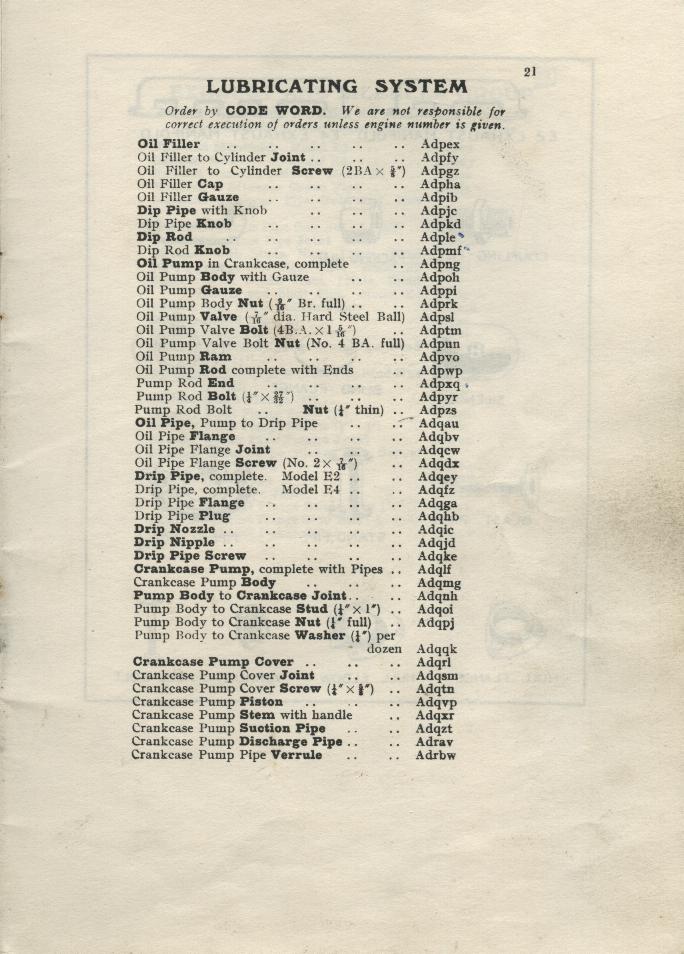 21
LUBRICATING SYSTEM
Order by CODE WORD. We are not responsible for
correct execution of orders unless engine number is given.
Oil Filler .. .. .. .. .. Adpex
Oil Filler to Cylinder Joint .. .. .. Adpfy
Oil Filler to Cylinder Screw (2BA × ⅝″) Adpgz
Oil Filler Cap .. .. .. .. Adpha
Oil Filler Gauze .. .. .. .. Adpib
Dip Pipe with Knob .. .. .. Adpjc
Dip Pipe Knob .. .. .. .. Adpkd
Dip Rod .. .. .. .. .. Adple
Dip Rod Knob .. .. .. .. Adpmf
Oil Pump in Crankcase, complete .. Adpng
Oil Pump Body with Gauze .. .. Adpoh
Oil Pump Gauze .. .. .. .. Adppi
Oil Pump Body Nut (9/16″ Br. full) .. .. Adprk
Oil Pump Valve (7/16″ dia. Hard Steel Ball) Adpsl
Oil Pump Valve Bolt (4B.A. × 1 5/16″) .. Adptm
Oil Pump Valve Bolt Nut (No. 4 BA. full) Adpun
Oil Pump Ram .. .. .. .. Adpvo
Oil Pump Rod complete with Ends .. Adpwp
Pump Rod End .. .. .. .. Adpxq
Pump Rod Bolt (¼″ × 27/32″) .. .. .. Adpyr
Pump Rod Bolt .. Nut (¼″ thin) .. Adpzs
Oil Pipe, Pump to Drip Pipe .. .. Adqau
Oil Pipe Flange .. .. .. .. Adqbv
Oil Pipe Flange Joint .. .. .. Adqcw
Oil Pipe Flange Screw (No. 2 × 7/16″) .. Adqdx
Drip Pipe, complete. Model E2 .. .. Adqey
Drip Pipe, complete. Model E4 .. .. Adqfz
Drip Pipe Flange .. .. .. .. Adqga
Drip Pipe Plug .. .. .. .. Adqhb
Drip Nozzle .. .. .. .. .. Adqic
Drip Nipple .. .. .. .. .. Adqjd
Drip Pipe Screw .. .. .. .. Adqke
Crankcase Pump, complete with Pipes .. Adqlf
Crankcase Pump Body .. .. .. Adqmg
Pump Body to Crankcase Joint .. .. Adqnh
Pump Body to Crankcase Stud (¼″ × 1″) .. Adqoi
Pump Body to Crankcase Nut (¼″ full) .. Adqpj
Pump Body to Crankcase Washer (¼″) per
dozen Adqqk
Crankcase Pump Cover .. .. .. Adqrl
Crankcase Pump Cover Joint .. .. Adqsm
Crankcase Pump Cover Screw (¼″ × ⅝″) .. Adqtn
Crankcase Pump Piston .. .. .. Adqvp
Crankcase Pump Stem with handle .. Adqxr
Crankcase Pump Suction Pipe .. .. Adqzt
Crankcase Pump Discharge Pipe .. .. Adrav
Crankcase Pump Pipe Verrule .. .. Adrbw